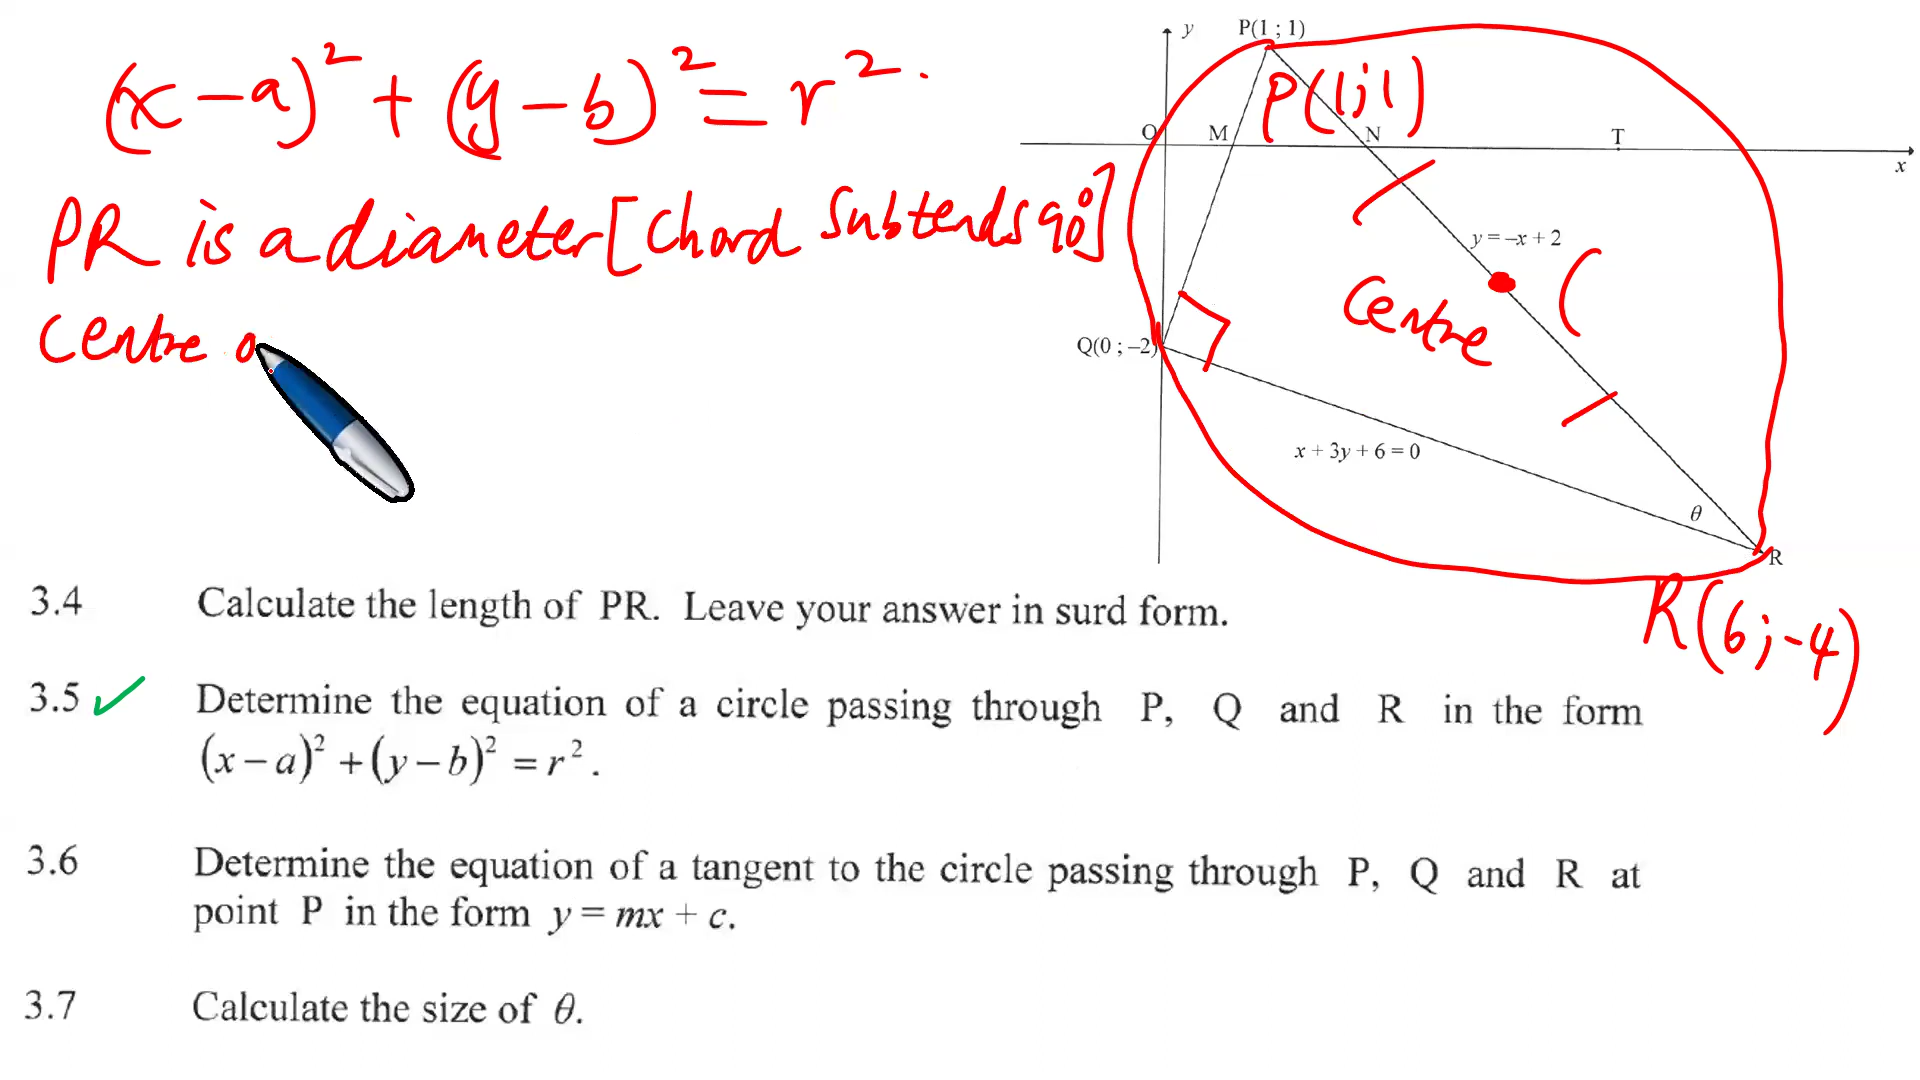 (x-a)² + (y-b)² = r².
PR is a diameter [chord subtends 90°]
Centre o
y
P(1 ; 1)
P(1;1)
O
M
N
T
x
y = –x + 2
Centre
(
Q(0 ; –2)
x + 3y + 6 = 0
θ
R
R(6;-4)
3.4 Calculate the length of PR. Leave your answer in surd form.
3.5 ✓ Determine the equation of a circle passing through P, Q and R in the form
(x – a)² + (y – b)² = r².
3.6 Determine the equation of a tangent to the circle passing through P, Q and R at
point P in the form y = mx + c.
3.7 Calculate the size of θ.